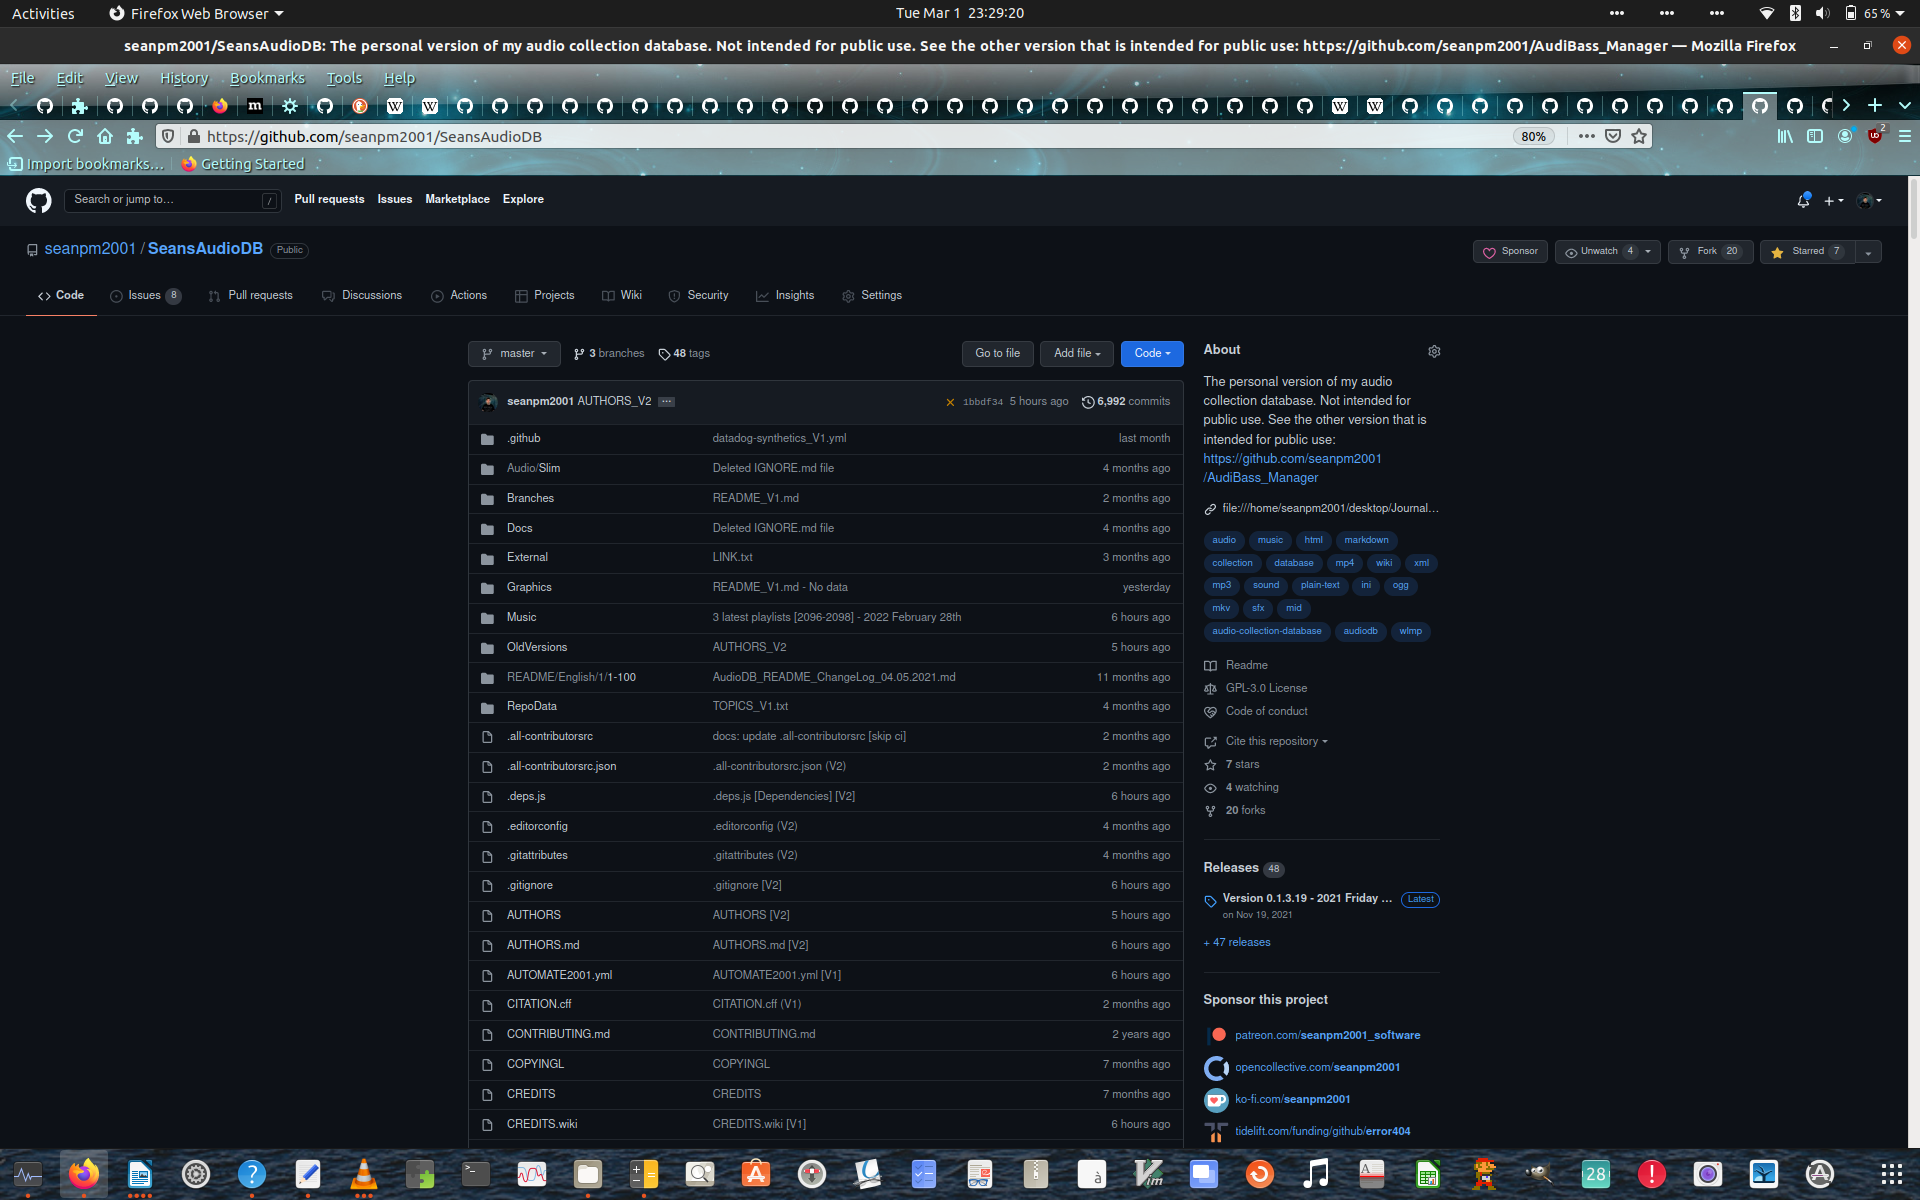 Activities
Firefox Web Browser
Tue Mar 1 23:29:20
65 %
seanpm2001/SeansAudioDB: The personal version of my audio collection database. Not intended for public use. See the other version that is intended for public use: https://github.com/seanpm2001/AudiBass_Manager — Mozilla Firefox
File Edit View History Bookmarks Tools Help
https://github.com/seanpm2001/SeansAudioDB
80%
2
Import bookmarks...
Getting Started
Search or jump to...
/
Pull requests Issues Marketplace Explore
seanpm2001 / SeansAudioDB Public
Sponsor
Unwatch 4
Fork 20
Starred 7
Code
Issues 8
Pull requests
Discussions
Actions
Projects
Wiki
Security
Insights
Settings
master
3 branches
48 tags
Go to file
Add file
Code
seanpm2001 AUTHORS_V2 ...
1bbdf34 5 hours ago 6,992 commits
.github datadog-synthetics_V1.yml last month
Audio/Slim Deleted IGNORE.md file 4 months ago
Branches README_V1.md 2 months ago
Docs Deleted IGNORE.md file 4 months ago
External LINK.txt 3 months ago
Graphics README_V1.md - No data yesterday
Music 3 latest playlists [2096-2098] - 2022 February 28th 6 hours ago
OldVersions AUTHORS_V2 5 hours ago
README/English/1/1-100 AudioDB_README_ChangeLog_04.05.2021.md 11 months ago
RepoData TOPICS_V1.txt 4 months ago
.all-contributorsrc docs: update .all-contributorsrc [skip ci] 2 months ago
.all-contributorsrc.json .all-contributorsrc.json (V2) 2 months ago
.deps.js .deps.js [Dependencies] [V2] 6 hours ago
.editorconfig .editorconfig (V2) 4 months ago
.gitattributes .gitattributes (V2) 4 months ago
.gitignore .gitignore [V2] 6 hours ago
AUTHORS AUTHORS [V2] 5 hours ago
AUTHORS.md AUTHORS.md [V2] 6 hours ago
AUTOMATE2001.yml AUTOMATE2001.yml [V1] 6 hours ago
CITATION.cff CITATION.cff (V1) 2 months ago
CONTRIBUTING.md CONTRIBUTING.md 2 years ago
COPYINGL COPYINGL 7 months ago
CREDITS CREDITS 7 months ago
CREDITS.wiki CREDITS.wiki [V1] 6 hours ago
About
The personal version of my audio
collection database. Not intended for
public use. See the other version that is
intended for public use:
https://github.com/seanpm2001
/AudiBass_Manager
file:///home/seanpm2001/desktop/Journal...
audio music html markdown
collection database mp4 wiki xml
mp3 sound plain-text ini ogg
mkv sfx mid
audio-collection-database audiodb wlmp
Readme
GPL-3.0 License
Code of conduct
Cite this repository
7 stars
4 watching
20 forks
Releases 48
Version 0.1.3.19 - 2021 Friday ... Latest
on Nov 19, 2021
+ 47 releases
Sponsor this project
patreon.com/seanpm2001_software
opencollective.com/seanpm2001
ko-fi.com/seanpm2001
tidelift.com/funding/github/error404
28